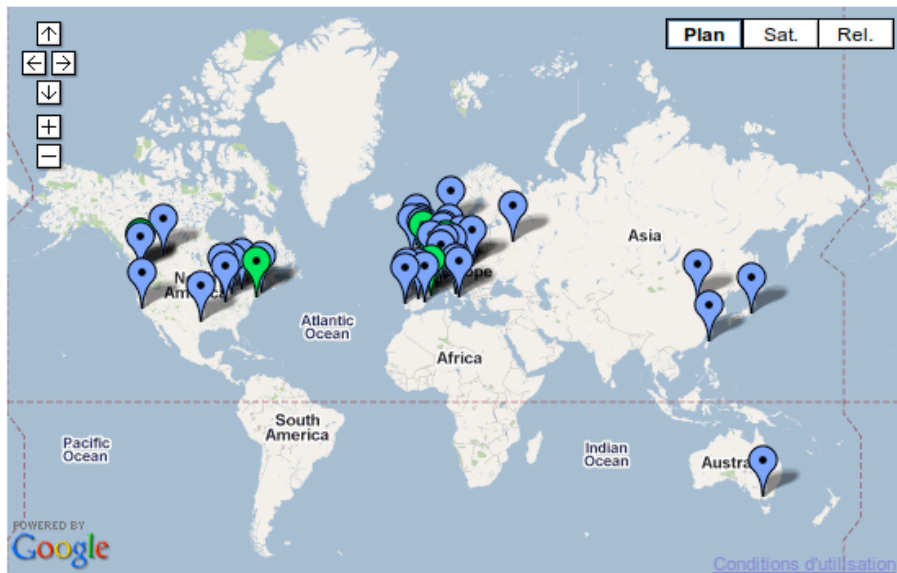 Plan Sat. Rel.
Asia
Atlantic
Ocean
Africa
South
America
Pacific
Ocean
Indian
Ocean
POWERED BY
Google
Conditions d'utilisation